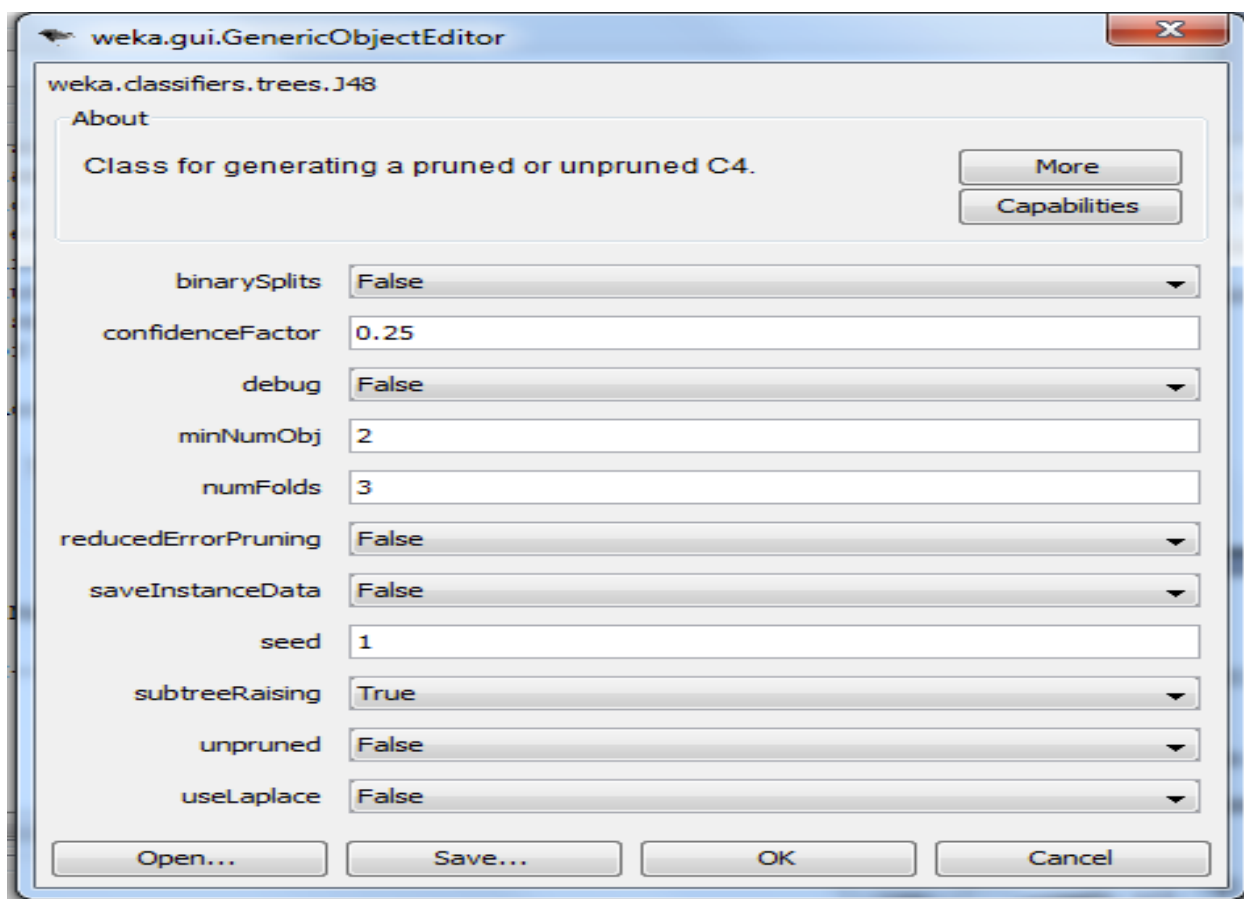 weka.gui.GenericObjectEditor
weka.classifiers.trees.J48
About
Class for generating a pruned or unpruned C4.
More
Capabilities
binarySplits False
confidenceFactor 0.25
debug False
minNumObj 2
numFolds 3
reducedErrorPruning False
saveInstanceData False
seed 1
subtreeRaising True
unpruned False
useLaplace False
Open... Save... OK Cancel